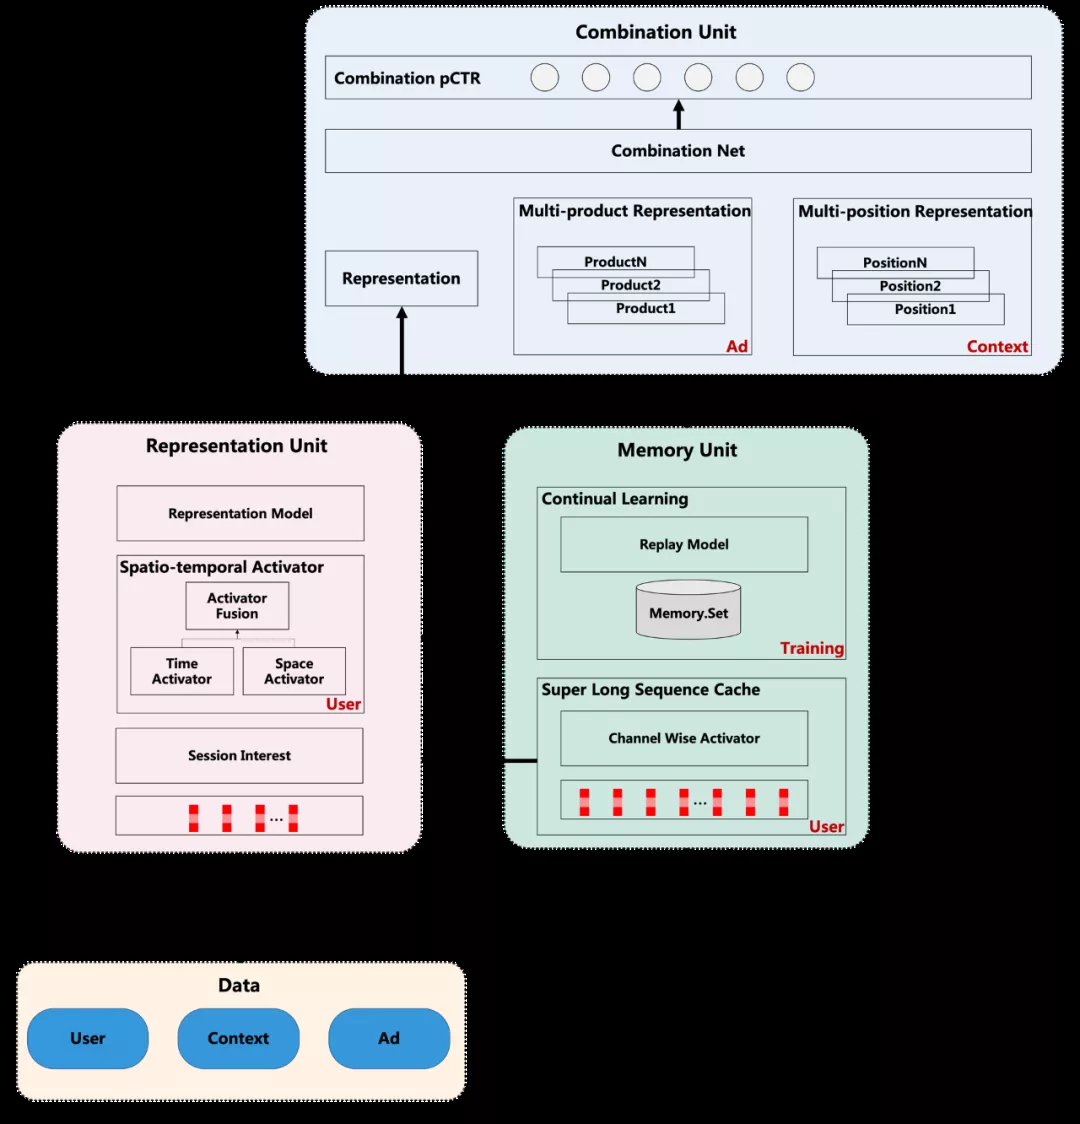 Combination Unit
Combination pCTR
Combination Net
Representation
Multi-product Representation
ProductN
Product2
Product1
Ad
Multi-position Representation
PositionN
Position2
Position1
Context
Representation Unit
Representation Model
Spatio-temporal Activator
Activator
Fusion
Time
Activator
Space
Activator
User
Session Interest
...
Memory Unit
Continual Learning
Replay Model
Memory.Set
Training
Super Long Sequence Cache
Channel Wise Activator
...
User
Data
User
Context
Ad